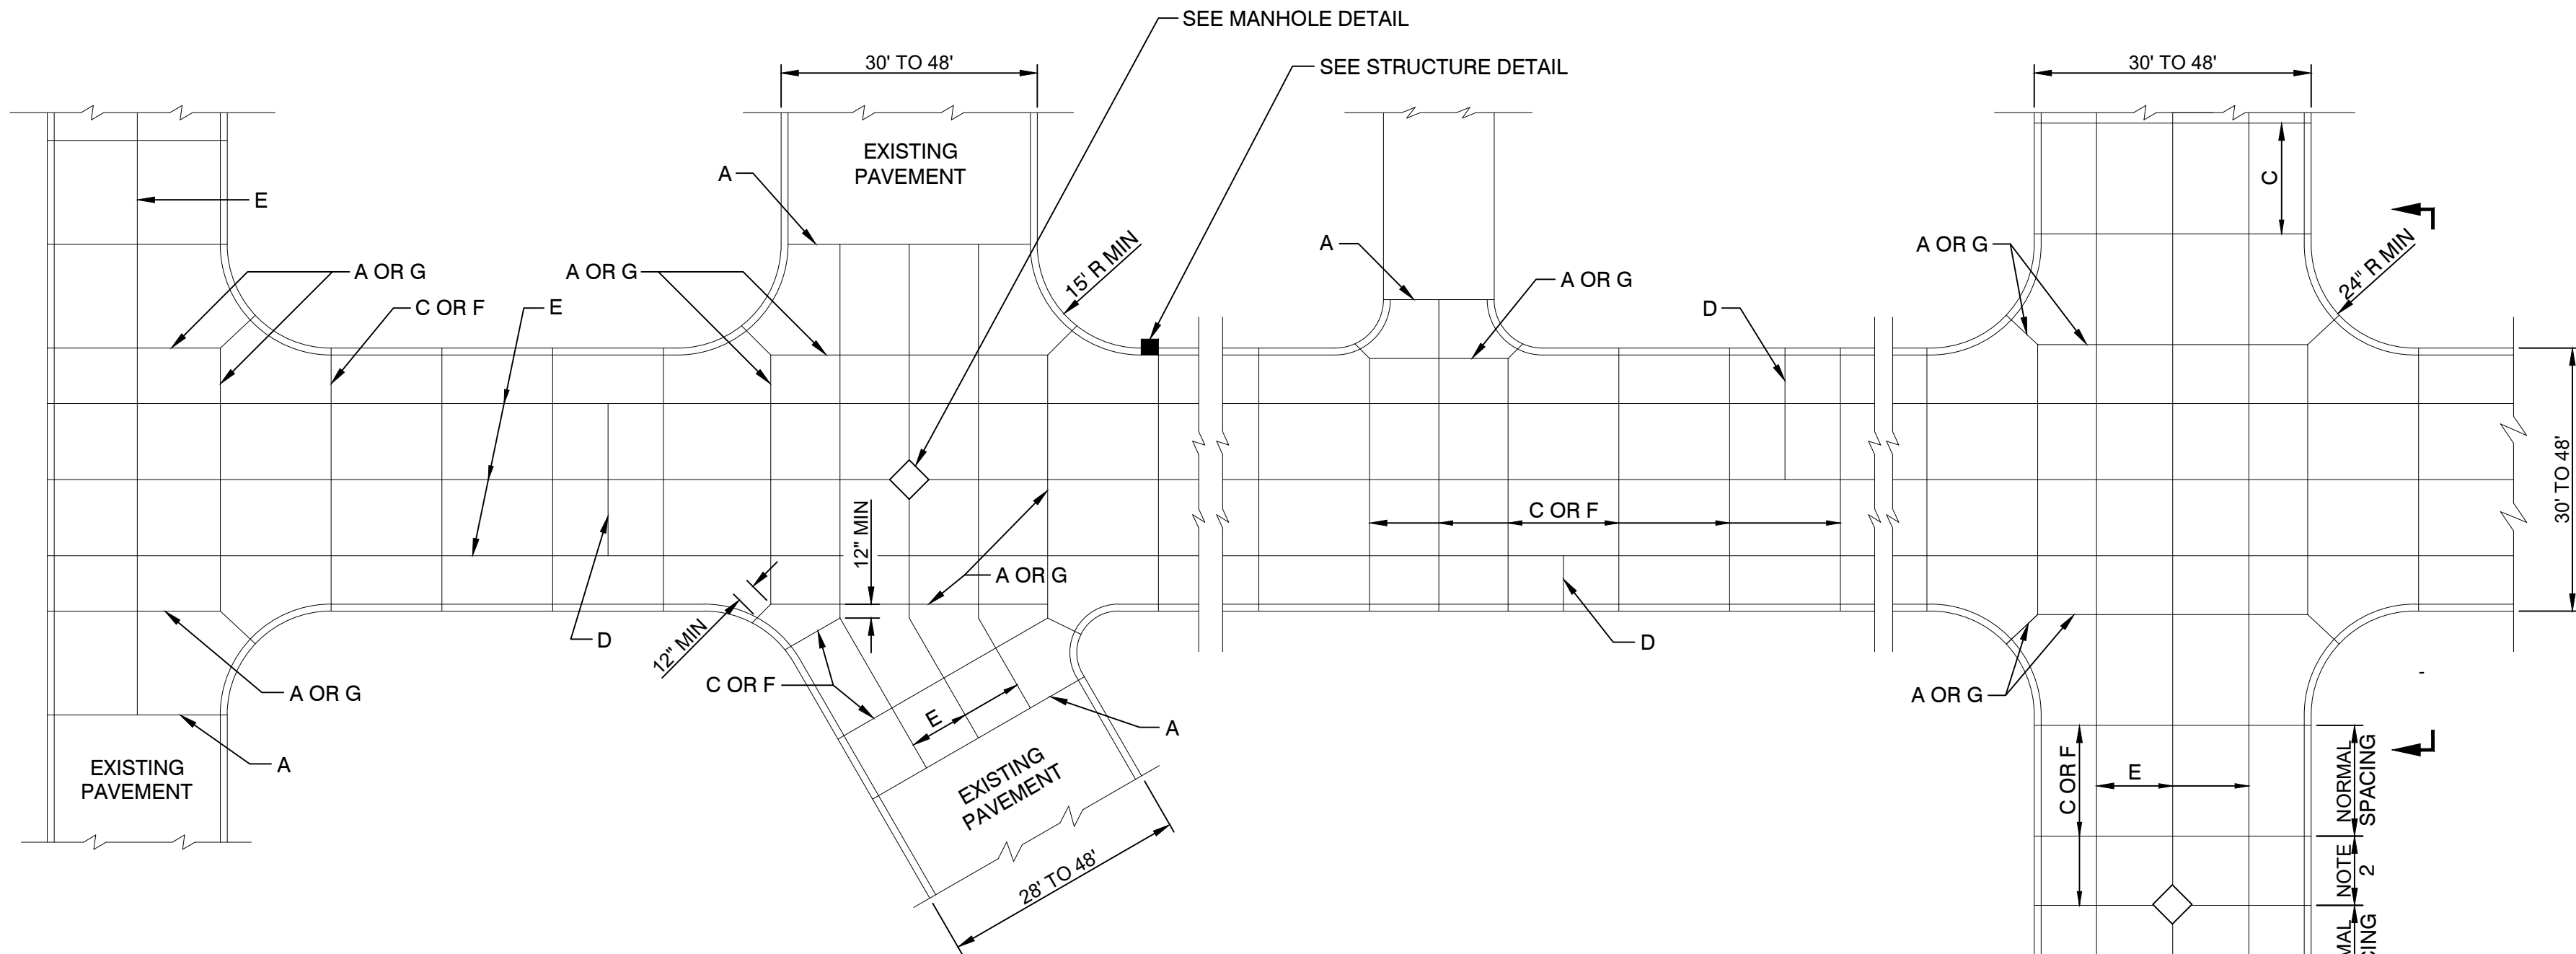 SEE MANHOLE DETAIL
SEE STRUCTURE DETAIL
30' TO 48'
30' TO 48'
EXISTING
PAVEMENT
A
E
C
A OR G
A OR G
15' R MIN
A
A OR G
A OR G
24" R MIN
C OR F
E
D
30' TO 48'
12" MIN
C OR F
A OR G
D
12" MIN
D
A OR G
C OR F
E
A
A OR G
EXISTING
PAVEMENT
A
EXISTING
PAVEMENT
28' TO 48'
C OR F
E
NORMAL
SPACING
NOTE
2